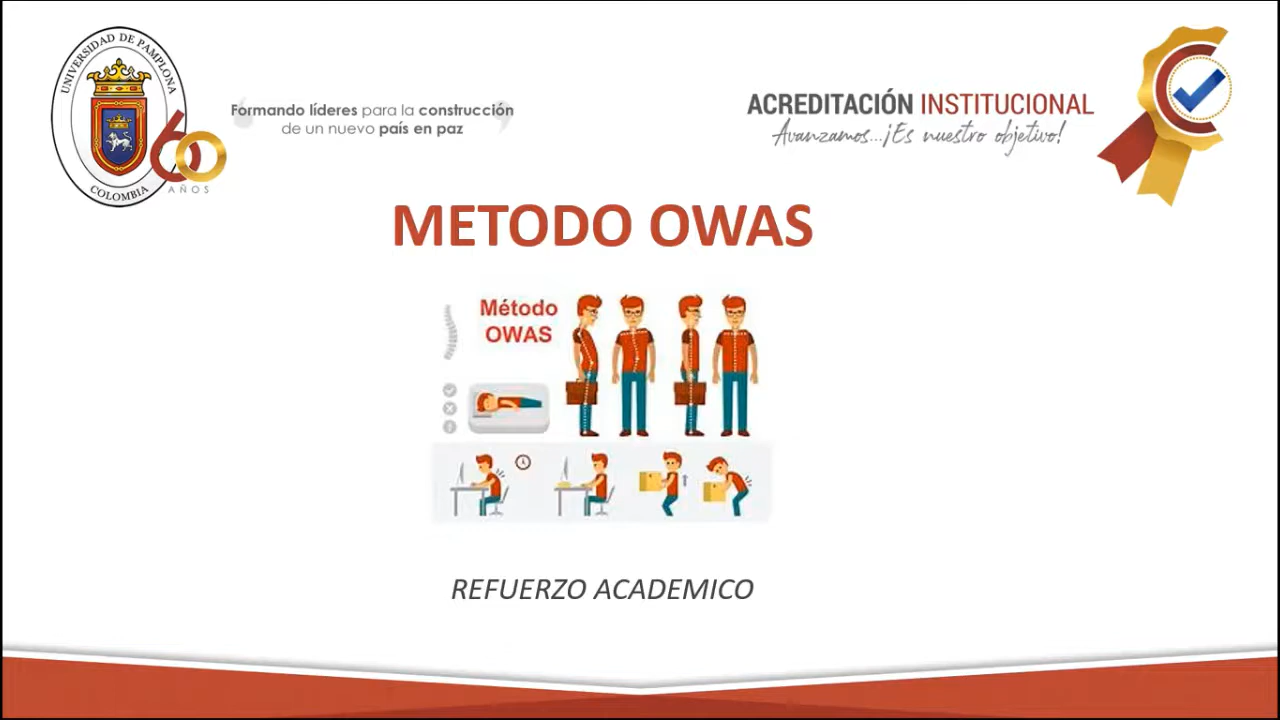 UNIVERSIDAD DE PAMPLONA
COLOMBIA
60
AÑOS
Formando líderes para la construcción
de un nuevo país en paz
ACREDITACIÓN INSTITUCIONAL
Avanzamos...¡Es nuestro objetivo!
METODO OWAS
Método
OWAS
REFUERZO ACADEMICO